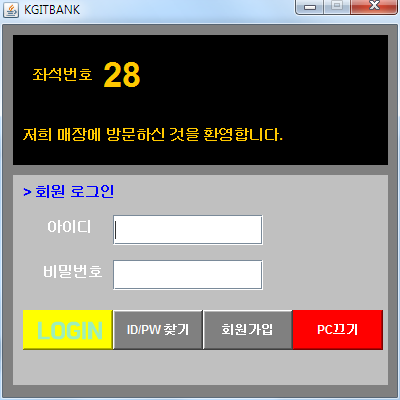 KGITBANK
좌석번호 28
저희 매장에 방문하신 것을 환영합니다.
> 회원 로그인
아이디
비밀번호
LOGIN ID/PW 찾기 회원가입 PC끄기